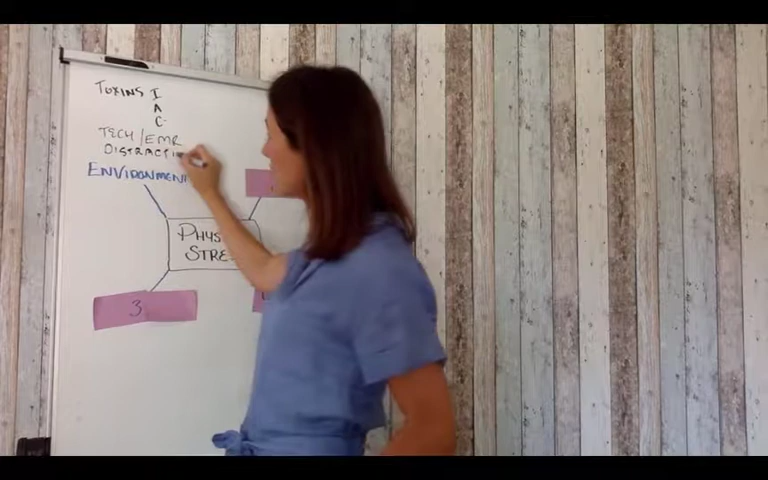 TOXINS I
A
C
TECH/EMR
DISTRACTI
ENVIRONMENT
PHYS
STRE
3